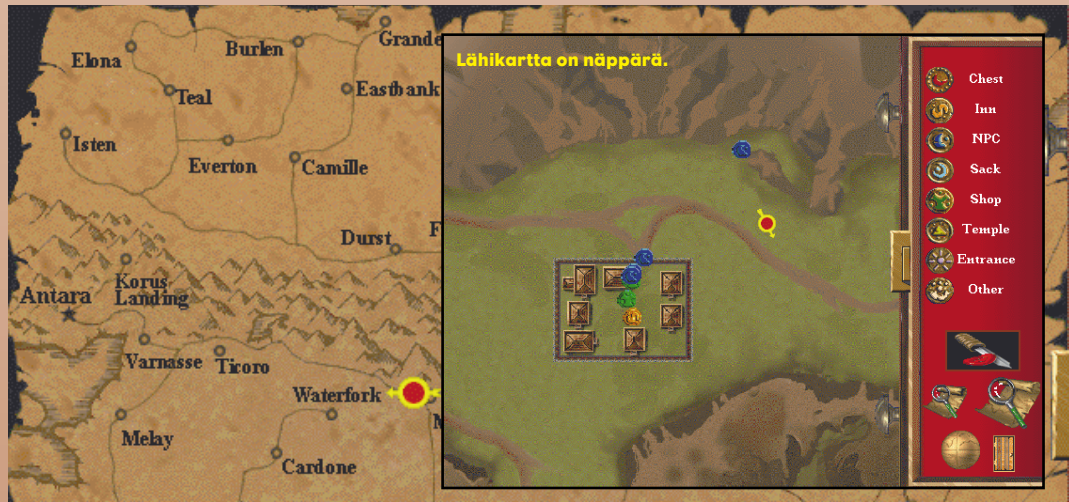 Grande
Burlen
Elona
Eastbank
Teal
Isten
Everton
Camille
Durst
F
Korus
Landing
Antara
Varnasse
Ticoro
Waterfork
M
Melay
Cardone
Lähikartta on näppärä.
Chest
Inn
NPC
Sack
Shop
Temple
Entrance
Other